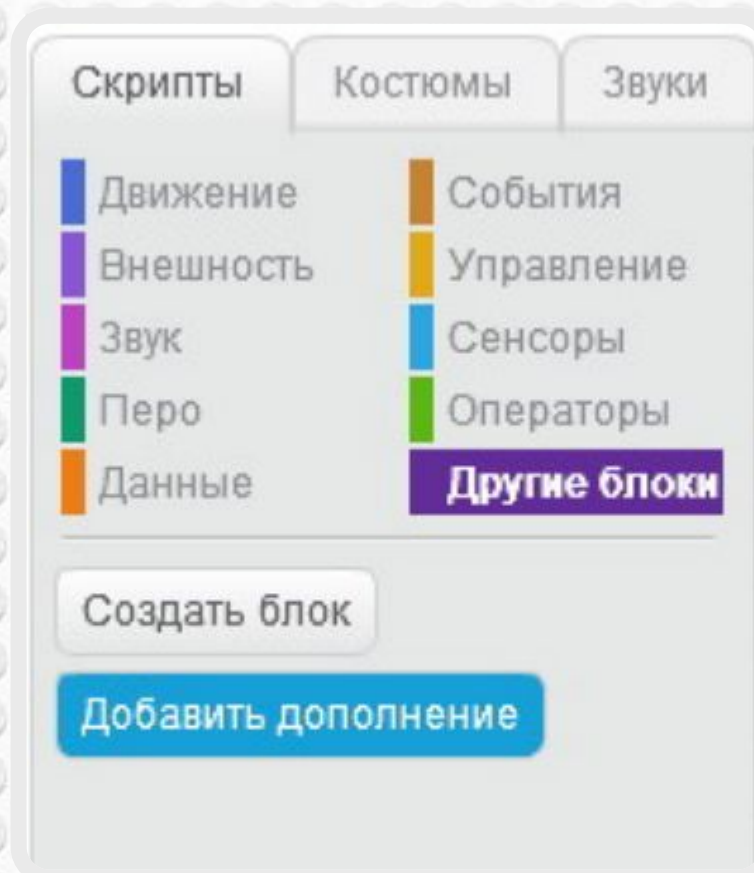 Скрипты Костюмы Звуки
Движение События
Внешность Управление
Звук Сенсоры
Перо Операторы
Данные Другие блоки
Создать блок
Добавить дополнение